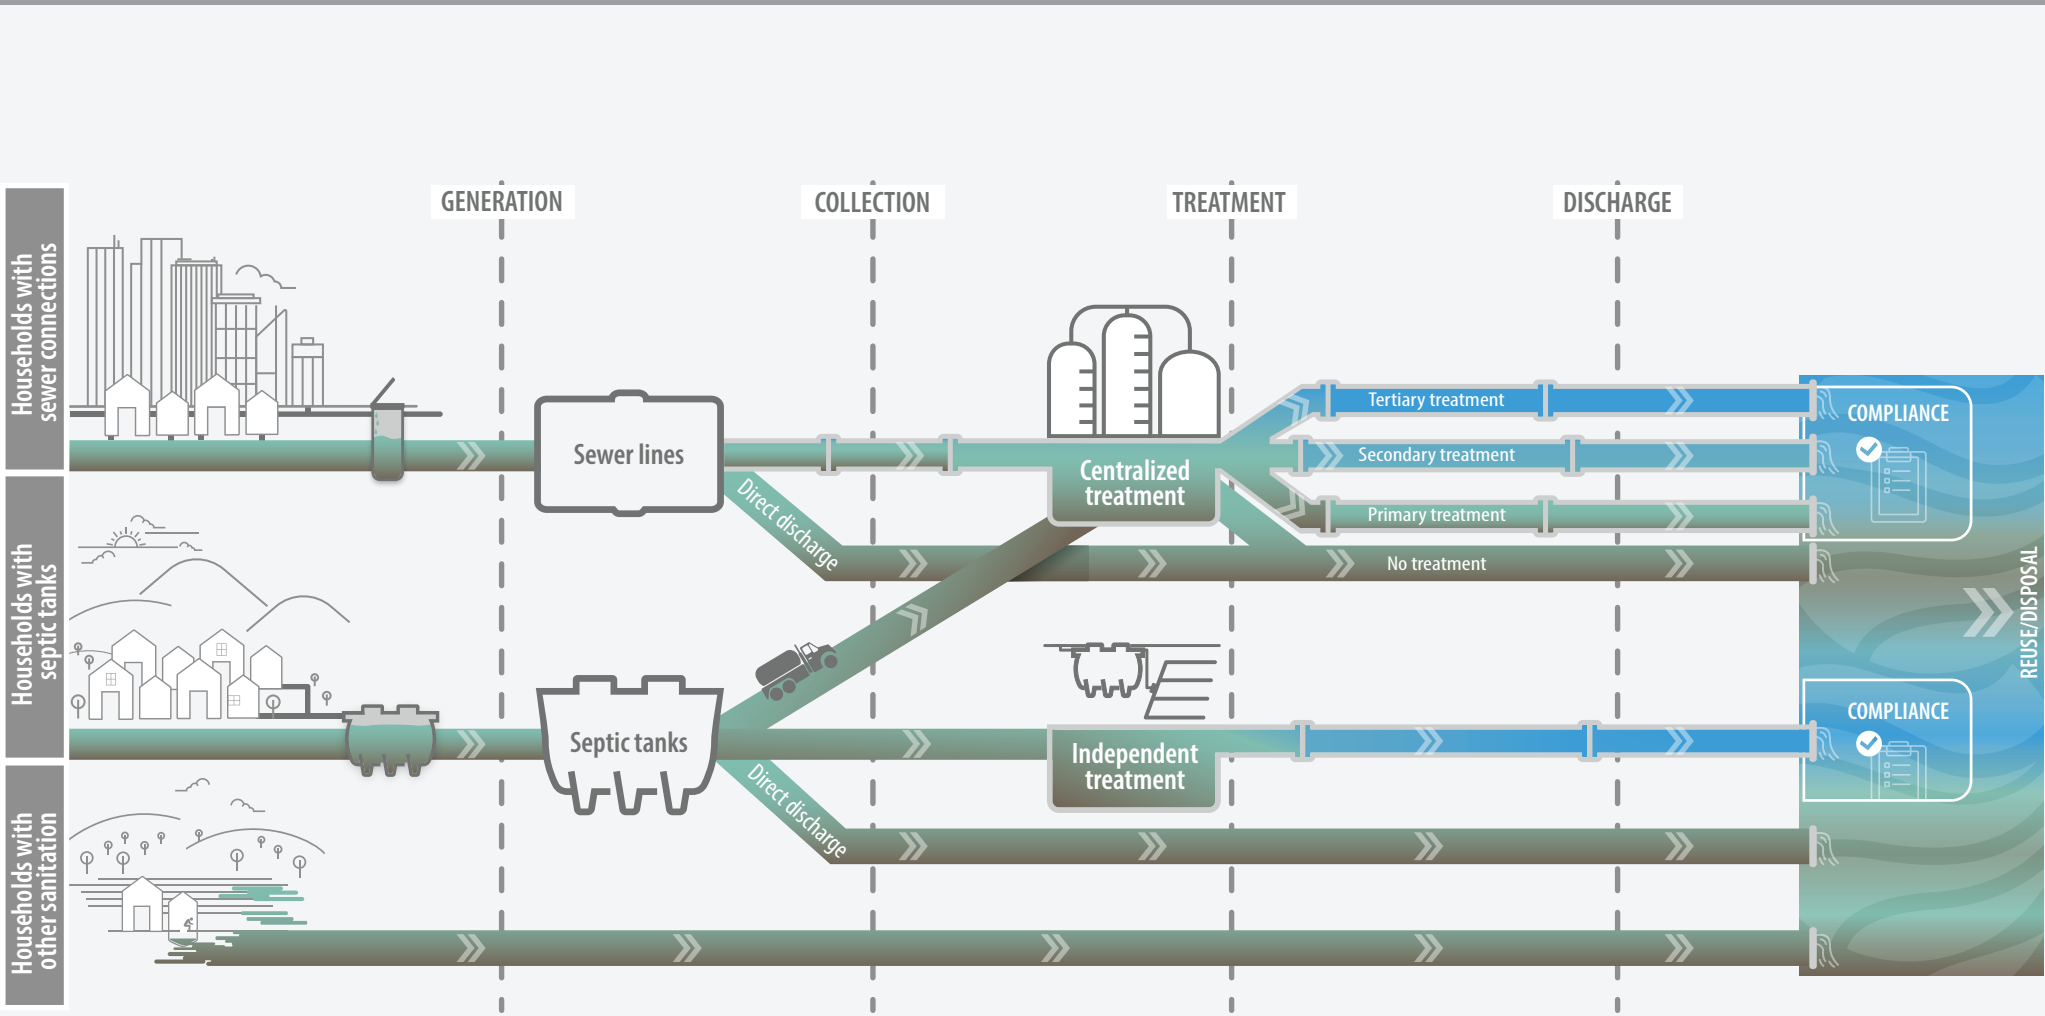 GENERATION
COLLECTION
TREATMENT
DISCHARGE
Households with
sewer connections
Households with
septic tanks
Households with
other sanitation
Sewer lines
Direct discharge
Centralized
treatment
Tertiary treatment
Secondary treatment
Primary treatment
No treatment
COMPLIANCE
Septic tanks
Direct discharge
Independent
treatment
COMPLIANCE
REUSE/DISPOSAL